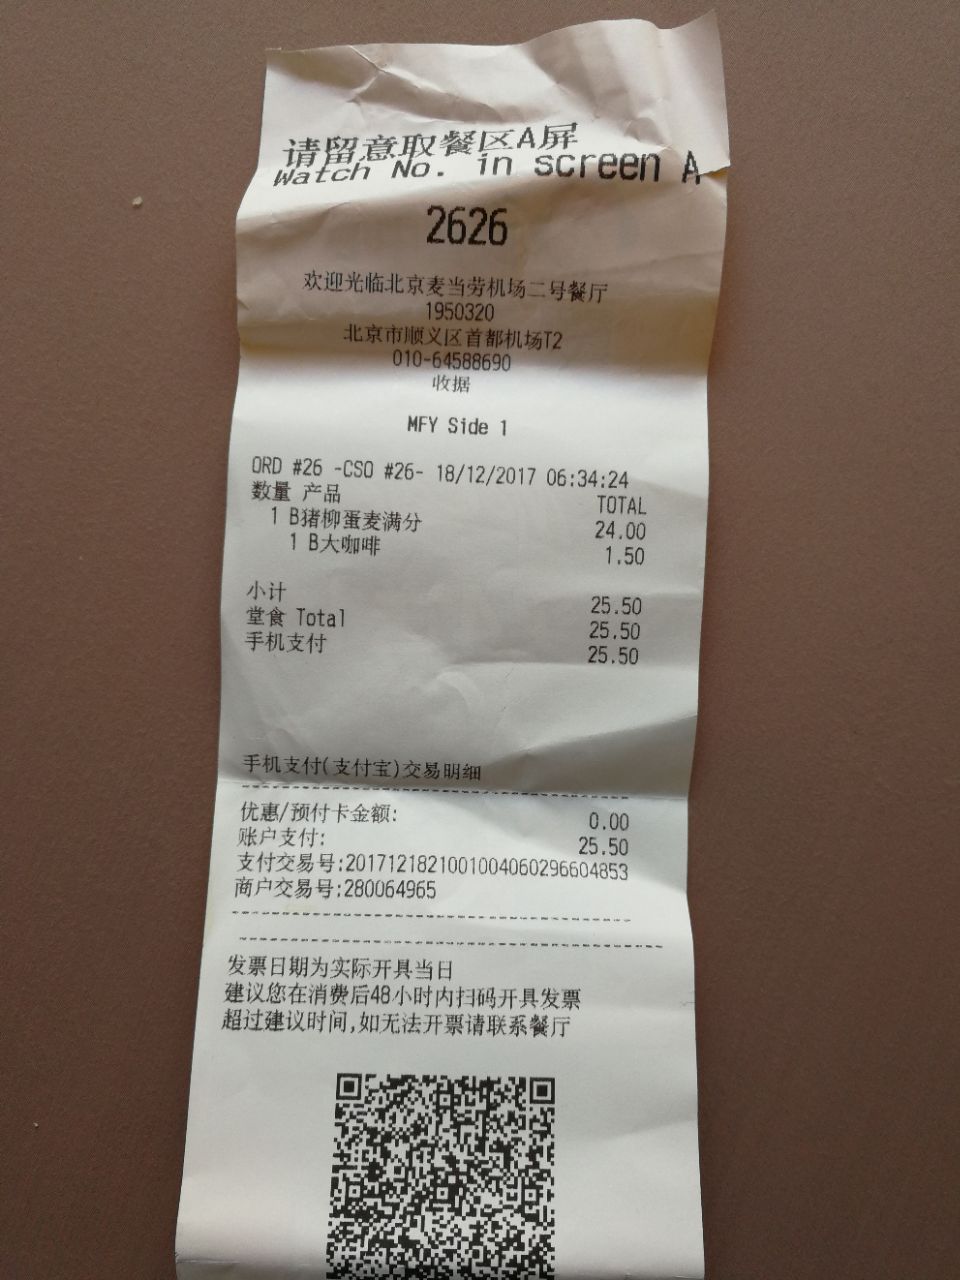 请留意取餐区A屏
Watch No. in screen A
2626
欢迎光临北京麦当劳机场二号餐厅
1950320
北京市顺义区首都机场T2
010-64588690
收据
MFY Side 1
ORD #26 -CSO #26- 18/12/2017 06:34:24
数量 产品 TOTAL
1 B猪柳蛋麦满分 24.00
1 B大咖啡 1.50
小计 25.50
堂食 Total 25.50
手机支付 25.50
手机支付(支付宝)交易明细
优惠/预付卡金额: 0.00
账户支付: 25.50
支付交易号:2017121821001004060296604853
商户交易号:280064965
发票日期为实际开具当日
建议您在消费后48小时内扫码开具发票
超过建议时间,如无法开票请联系餐厅